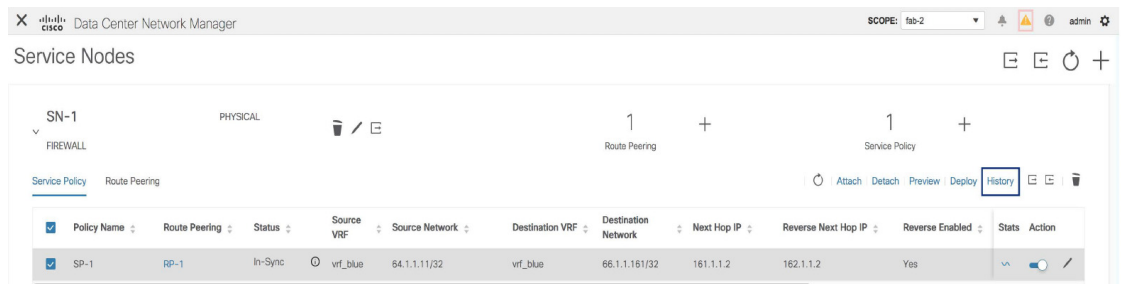 CISCO Data Center Network Manager SCOPE: fab-2 admin
Service Nodes
SN-1 PHYSICAL 1 1
FIREWALL Route Peering Service Policy
Service Policy Route Peering Attach Detach Preview Deploy History
Policy Name Route Peering Status Source VRF Source Network Destination VRF Destination Network Next Hop IP Reverse Next Hop IP Reverse Enabled Stats Action
SP-1 RP-1 In-Sync vrf_blue 64.1.1.11/32 vrf_blue 66.1.1.161/32 161.1.1.2 162.1.1.2 Yes